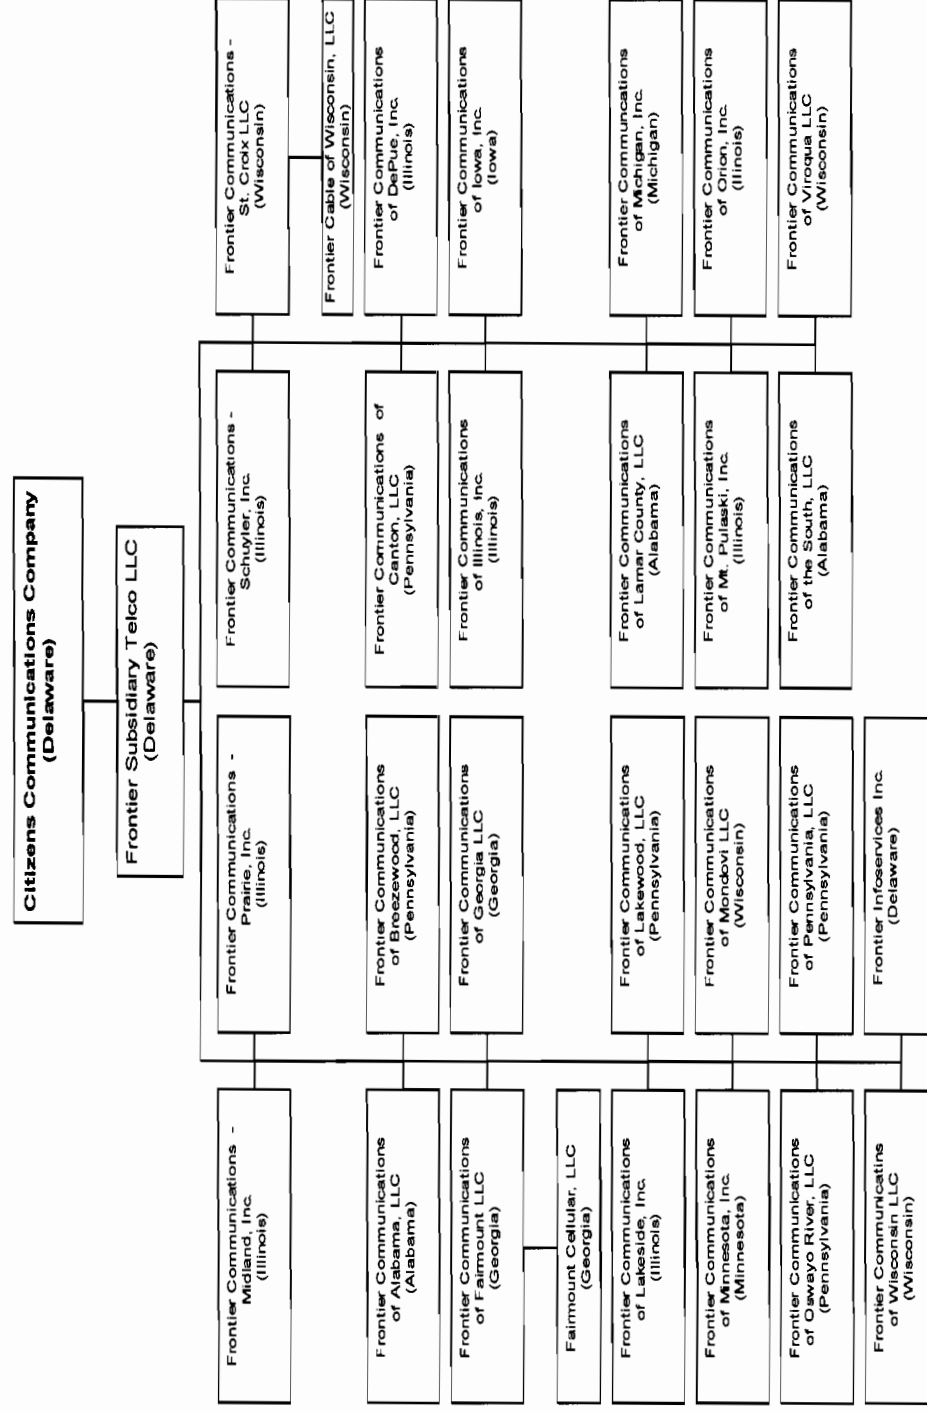 Citizens Communications Company
(Delaware)
Frontier Subsidiary Telco LLC
(Delaware)
Frontier Communications -
Midland, Inc.
(Illinois)
Frontier Communications -
Prairie, Inc.
(Illinois)
Frontier Communications -
Schuyler, Inc.
(Illinois)
Frontier Communications -
St. Croix LLC
(Wisconsin)
Frontier Cable of Wisconsin, LLC
(Wisconsin)
Frontier Communications
of Alabama, LLC
(Alabama)
Frontier Communications
of Breezewood, LLC
(Pennsylvania)
Frontier Communications of
Canton, LLC
(Pennsylvania)
Frontier Communications
of DePue, Inc.
(Illinois)
Frontier Communications
of Fairmount LLC
(Georgia)
Frontier Communications
of Georgia LLC
(Georgia)
Frontier Communications
of Illinois, Inc.
(Illinois)
Frontier Communications
of Iowa, Inc.
(Iowa)
Fairmount Cellular, LLC
(Georgia)
Frontier Communications
of Lakeside, Inc.
(Illinois)
Frontier Communications
of Lakewood, LLC
(Pennsylvania)
Frontier Communications
of Lamar County, LLC
(Alabama)
Frontier Communications
of Michigan, Inc.
(Michigan)
Frontier Communications
of Minnesota, Inc.
(Minnesota)
Frontier Communications
of Mondovi LLC
(Wisconsin)
Frontier Communications
of Mt. Pulaski, Inc.
(Illinois)
Frontier Communications
of Orion, Inc.
(Illinois)
Frontier Communications
of Oswayo River, LLC
(Pennsylvania)
Frontier Communications
of Pennsylvania, LLC
(Pennsylvania)
Frontier Communications
of the South, LLC
(Alabama)
Frontier Communications
of Viroqua LLC
(Wisconsin)
Frontier Communicatins
of Wisconsin LLC
(Wisconsin)
Frontier Infoservices Inc.
(Delaware)